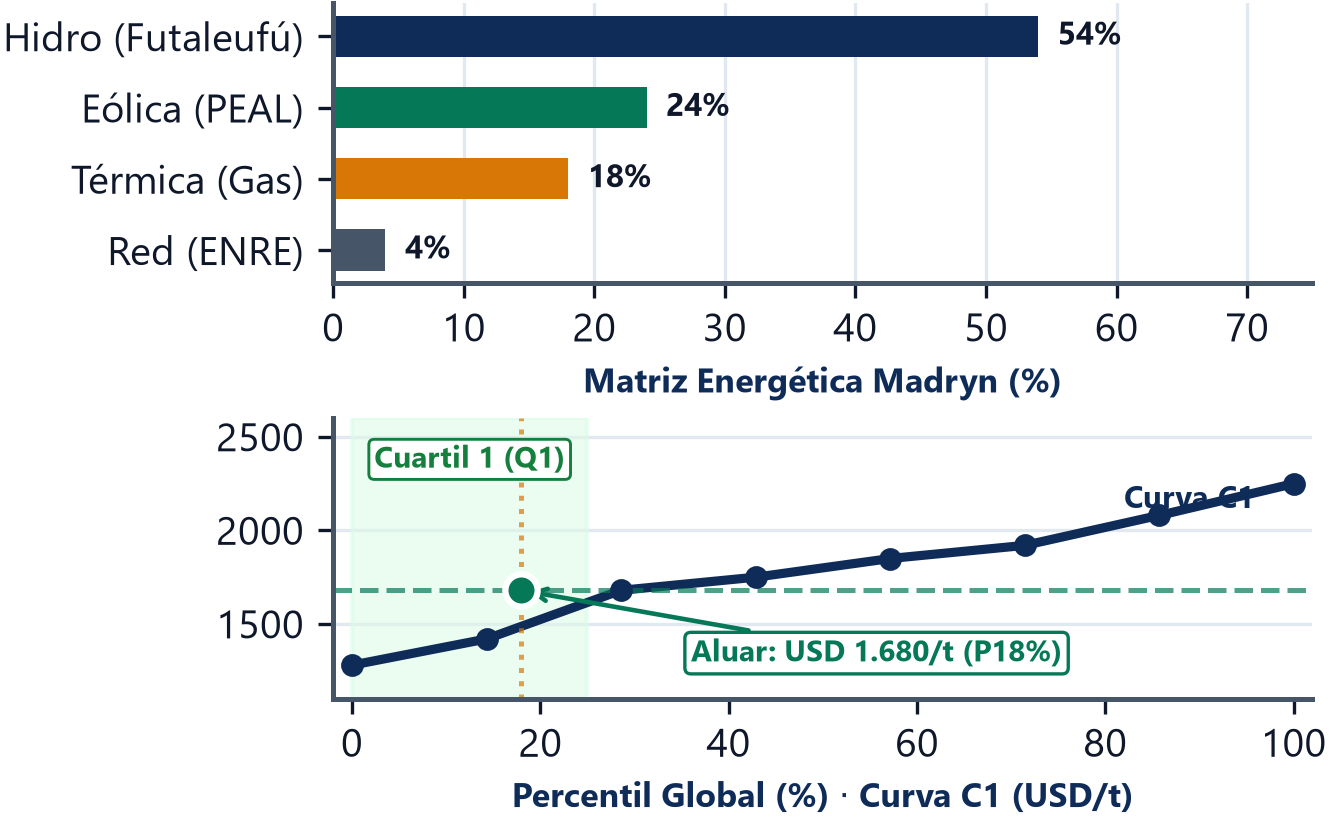 Hidro (Futaleufú)
54%
Eólica (PEAL)
24%
Térmica (Gas)
18%
Red (ENRE)
4%
0 10 20 30 40 50 60 70
Matriz Energética Madryn (%)
2500
Cuartil 1 (Q1)
Curva C1
2000
1500
Aluar: USD 1.680/t (P18%)
0 20 40 60 80 100
Percentil Global (%) · Curva C1 (USD/t)